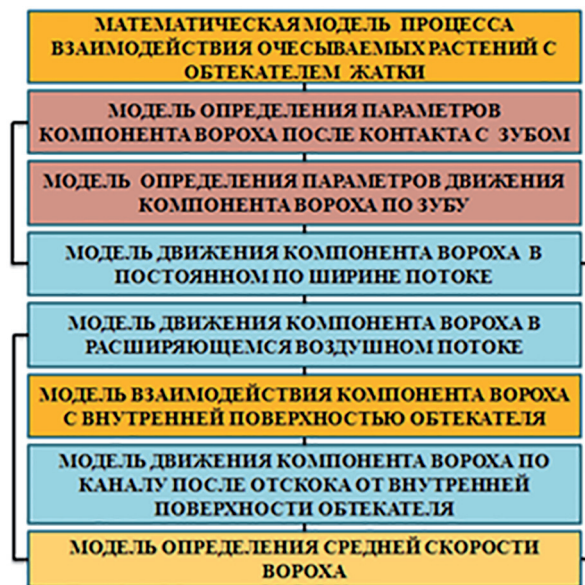 МАТЕМАТИЧЕСКАЯ МОДЕЛЬ ПРОЦЕССА
ВЗАИМОДЕЙСТВИЯ ОЧЕСЫВАЕМЫХ РАСТЕНИЙ С
ОБТЕКАТЕЛЕМ ЖАТКИ
МОДЕЛЬ ОПРЕДЕЛЕНИЯ ПАРАМЕТРОВ
КОМПОНЕНТА ВОРОХА ПОСЛЕ КОНТАКТА С ЗУБОМ
МОДЕЛЬ ОПРЕДЕЛЕНИЯ ПАРАМЕТРОВ ДВИЖЕНИЯ
КОМПОНЕНТА ВОРОХА ПО ЗУБУ
МОДЕЛЬ ДВИЖЕНИЯ КОМПОНЕНТА ВОРОХА В
ПОСТОЯННОМ ПО ШИРИНЕ ПОТОКЕ
МОДЕЛЬ ДВИЖЕНИЯ КОМПОНЕНТА ВОРОХА В
РАСШИРЯЮЩЕМСЯ ВОЗДУШНОМ ПОТОКЕ
МОДЕЛЬ ВЗАИМОДЕЙСТВИЯ КОМПОНЕНТА ВОРОХА
С ВНУТРЕННЕЙ ПОВЕРХНОСТЬЮ ОБТЕКАТЕЛЯ
МОДЕЛЬ ДВИЖЕНИЯ КОМПОНЕНТА ВОРОХА ПО
КАНАЛУ ПОСЛЕ ОТСКОКА ОТ ВНУТРЕННЕЙ
ПОВЕРХНОСТИ ОБТЕКАТЕЛЯ
МОДЕЛЬ ОПРЕДЕЛЕНИЯ СРЕДНЕЙ СКОРОСТИ
ВОРОХА